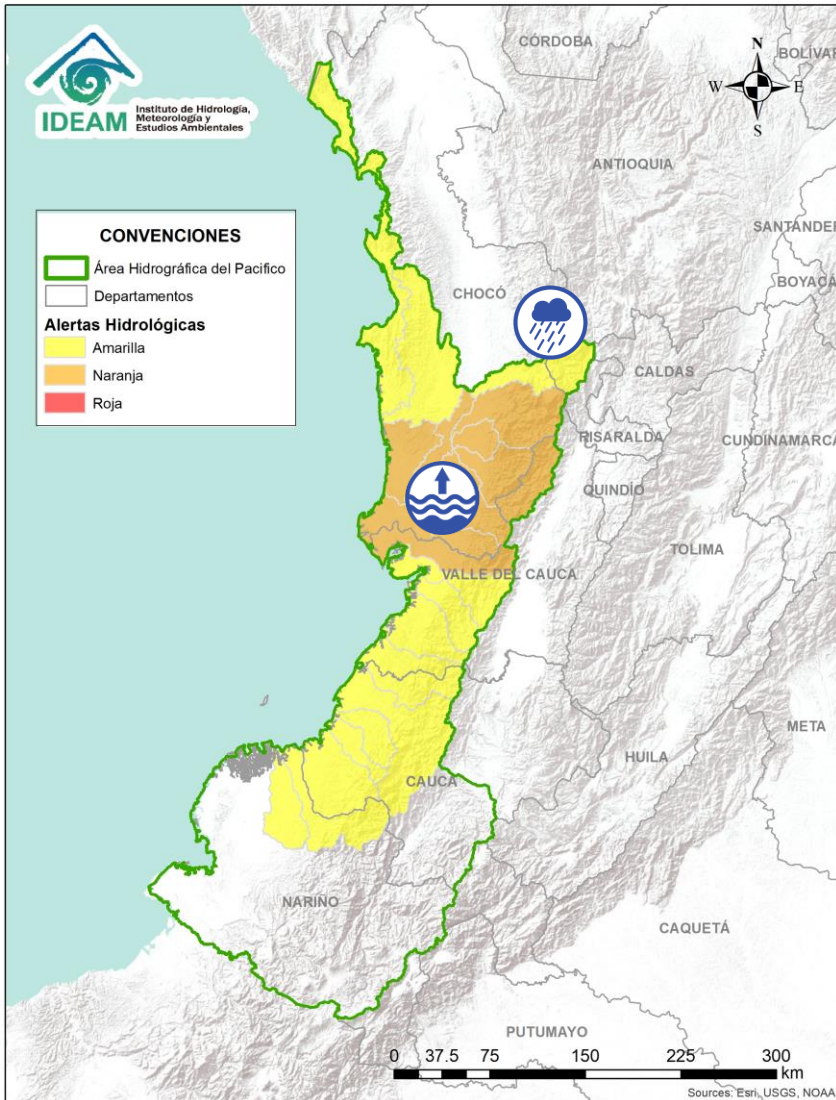 CÓRDOBA
BOLÍVAR
IDEAM
Instituto de Hidrología,
Meteorología y
Estudios Ambientales
N
W
E
S
ANTIOQUIA
CONVENCIONES
Área Hidrográfica del Pacifico
Departamentos
Alertas Hidrológicas
Amarilla
Naranja
Roja
SANTANDER
BOYACÁ
CHOCÓ
CALDAS
RISARALDA
CUNDINAMARCA
QUINDÍO
TOLIMA
VALLE DEL CAUCA
META
HUILA
CAUCA
NARIÑO
CAQUETÁ
PUTUMAYO
0 37.5 75 150 225 300
km
Sources: Esri, USGS, NOAA